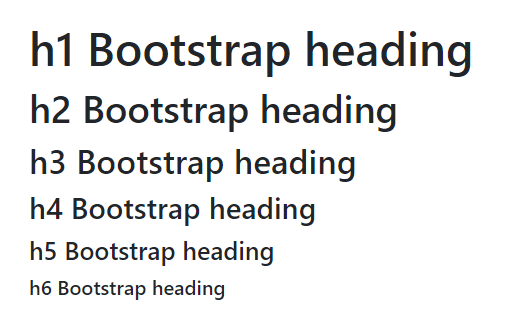 h1 Bootstrap heading
h2 Bootstrap heading
h3 Bootstrap heading
h4 Bootstrap heading
h5 Bootstrap heading
h6 Bootstrap heading